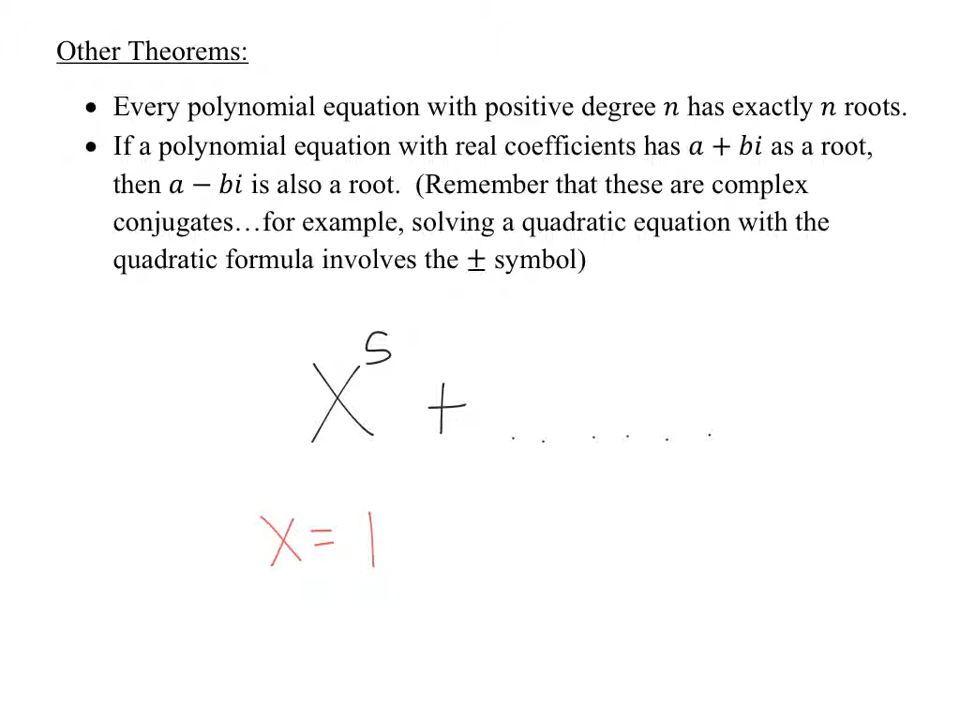 Other Theorems:
• Every polynomial equation with positive degree n has exactly n roots.
• If a polynomial equation with real coefficients has a + bi as a root,
then a − bi is also a root. (Remember that these are complex
conjugates…for example, solving a quadratic equation with the
quadratic formula involves the ± symbol)
X⁵ + . . . . . . .
X = 1